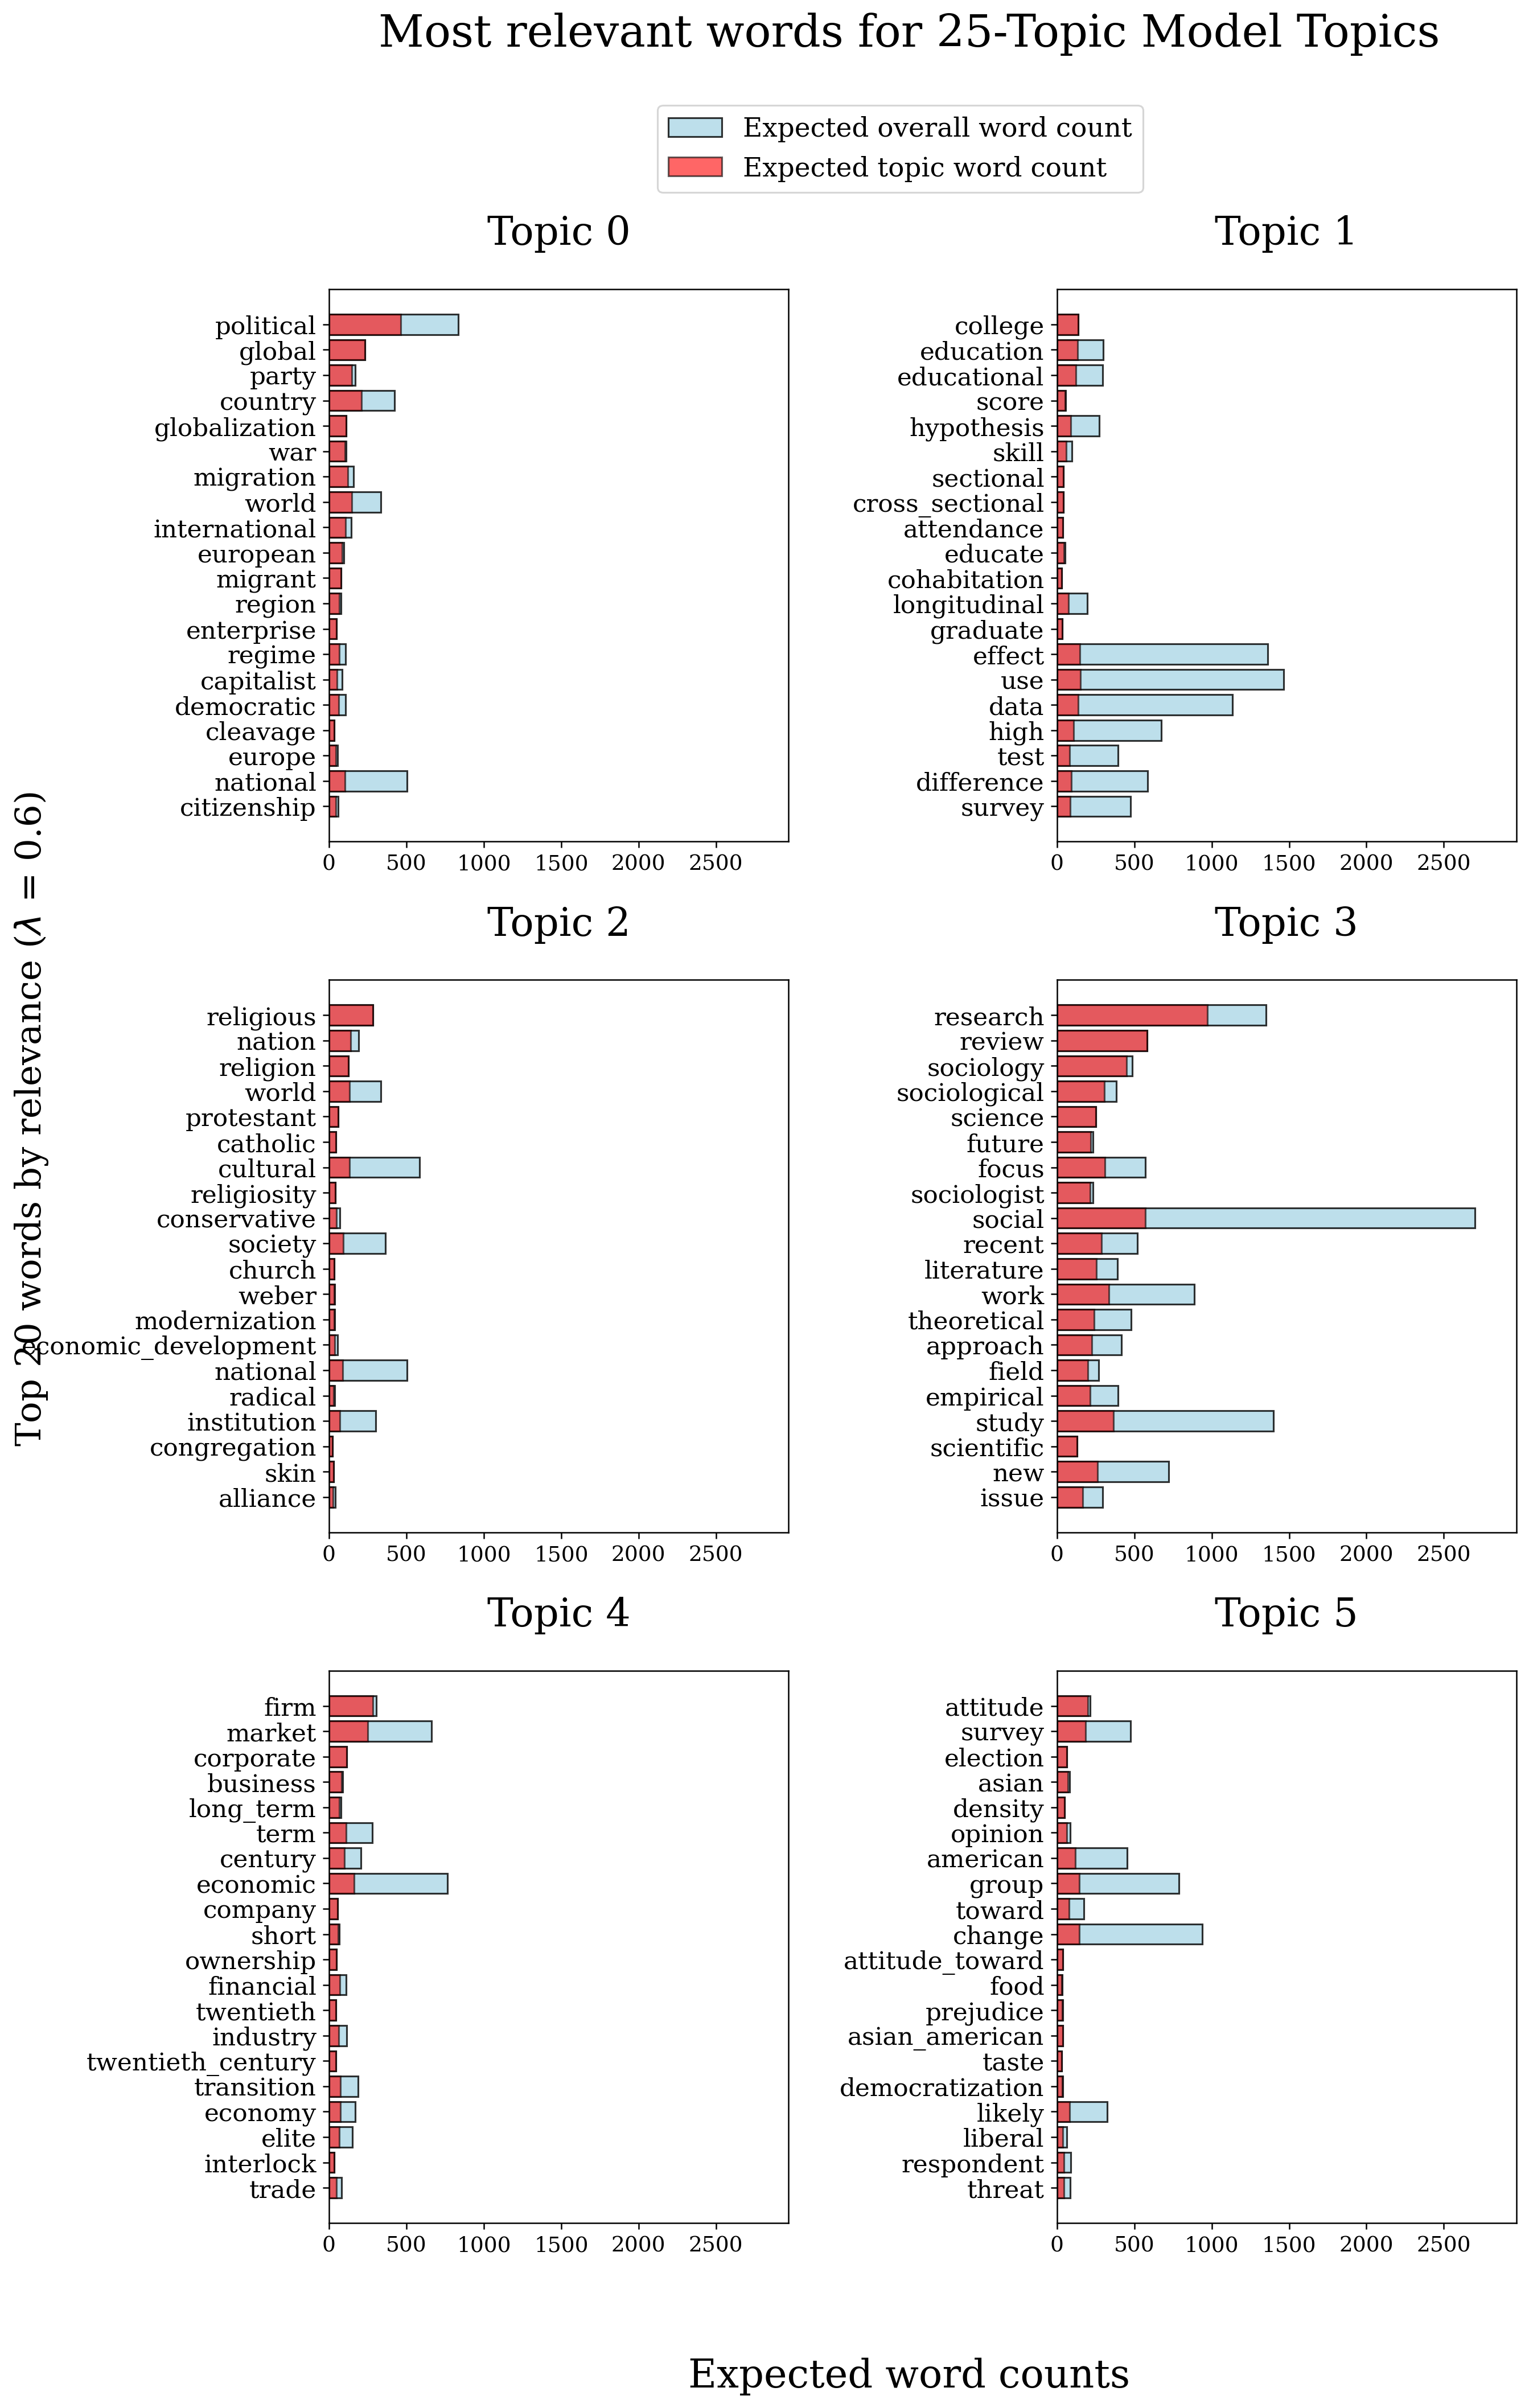 Most relevant words for 25-Topic Model Topics
Expected overall word count
Expected topic word count
Top 20 words by relevance (λ = 0.6)
Topic 0
political
global
party
country
globalization
war
migration
world
international
european
migrant
region
enterprise
regime
capitalist
democratic
cleavage
europe
national
citizenship
0 500 1000 1500 2000 2500
Topic 1
college
education
educational
score
hypothesis
skill
sectional
cross_sectional
attendance
educate
cohabitation
longitudinal
graduate
effect
use
data
high
test
difference
survey
0 500 1000 1500 2000 2500
Topic 2
religious
nation
religion
world
protestant
catholic
cultural
religiosity
conservative
society
church
weber
modernization
economic_development
national
radical
institution
congregation
skin
alliance
0 500 1000 1500 2000 2500
Topic 3
research
review
sociology
sociological
science
future
focus
sociologist
social
recent
literature
work
theoretical
approach
field
empirical
study
scientific
new
issue
0 500 1000 1500 2000 2500
Topic 4
firm
market
corporate
business
long_term
term
century
economic
company
short
ownership
financial
twentieth
industry
twentieth_century
transition
economy
elite
interlock
trade
0 500 1000 1500 2000 2500
Topic 5
attitude
survey
election
asian
density
opinion
american
group
toward
change
attitude_toward
food
prejudice
asian_american
taste
democratization
likely
liberal
respondent
threat
0 500 1000 1500 2000 2500
Expected word counts